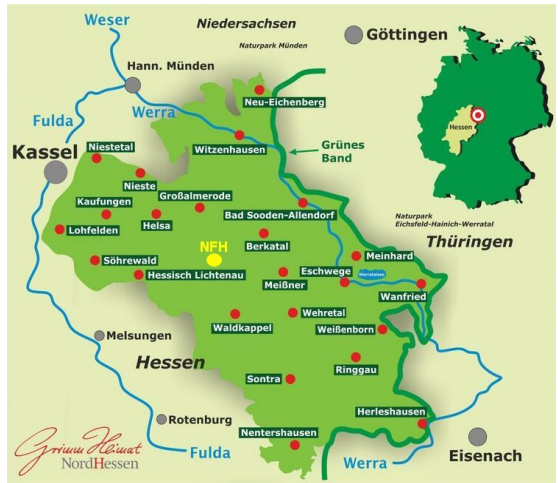 Weser
Niedersachsen
Naturpark Münden
Göttingen
Hann. Münden
Neu-Eichenberg
Werra
Fulda
Hessen
Niestetal
Witzenhausen
Grünes
Band
Kassel
Nieste
Großalmerode
Kaufungen
Bad Sooden-Allendorf
Naturpark
Eichsfeld-Hainich-Werratal
Lohfelden
Helsa
Thüringen
NFH
Berkatal
Meinhard
Söhrewald
Hessisch Lichtenau
Meißner
Eschwege
Werratalsee
Wanfried
Waldkappel
Wehretal
Weißenborn
Melsungen
Hessen
Ringgau
Sontra
Herleshausen
Rotenburg
Nentershausen
Grimm Heimat
NordHessen
Fulda
Werra
Eisenach